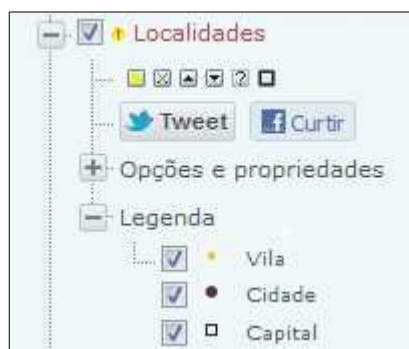 Localidades
?
Tweet Curtir
Opções e propriedades
Legenda
Vila
Cidade
Capital